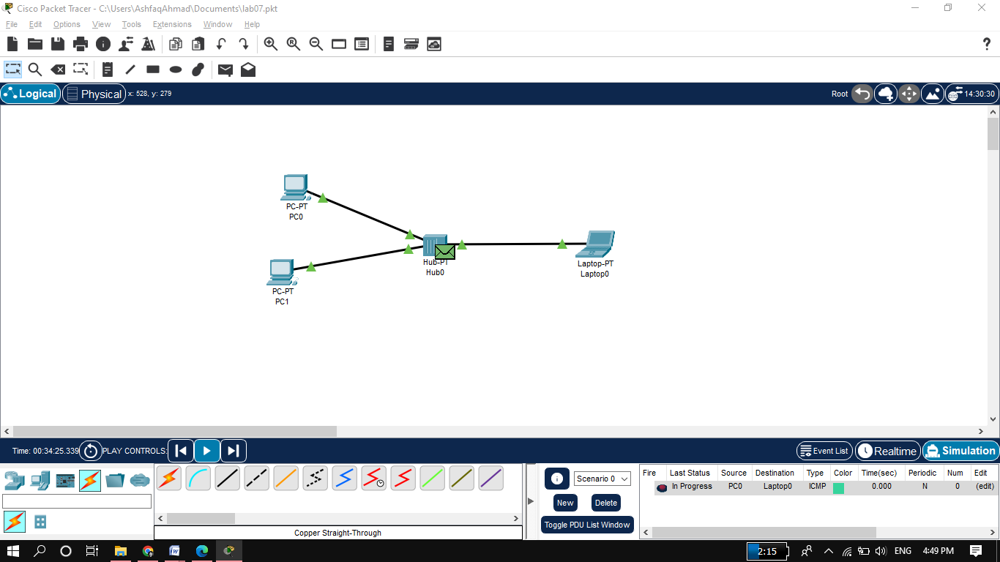 Cisco Packet Tracer - C:\Users\AshfaqAhmad\Documents\lab07.pkt
File Edit Options View Tools Extensions Window Help
?
Logical Physical x: 528, y: 279 Root 14:30:30
PC-PT
PC0
PC-PT
PC1
Hub-PT
Hub0
Laptop-PT
Laptop0
Time: 00:34:25.339 PLAY CONTROLS: Event List Realtime Simulation
Scenario 0
New Delete
Toggle PDU List Window
Fire Last Status Source Destination Type Color Time(sec) Periodic Num Edit
In Progress PC0 Laptop0 ICMP 0.000 N 0 (edit)
Copper Straight-Through
2:15 ENG 4:49 PM